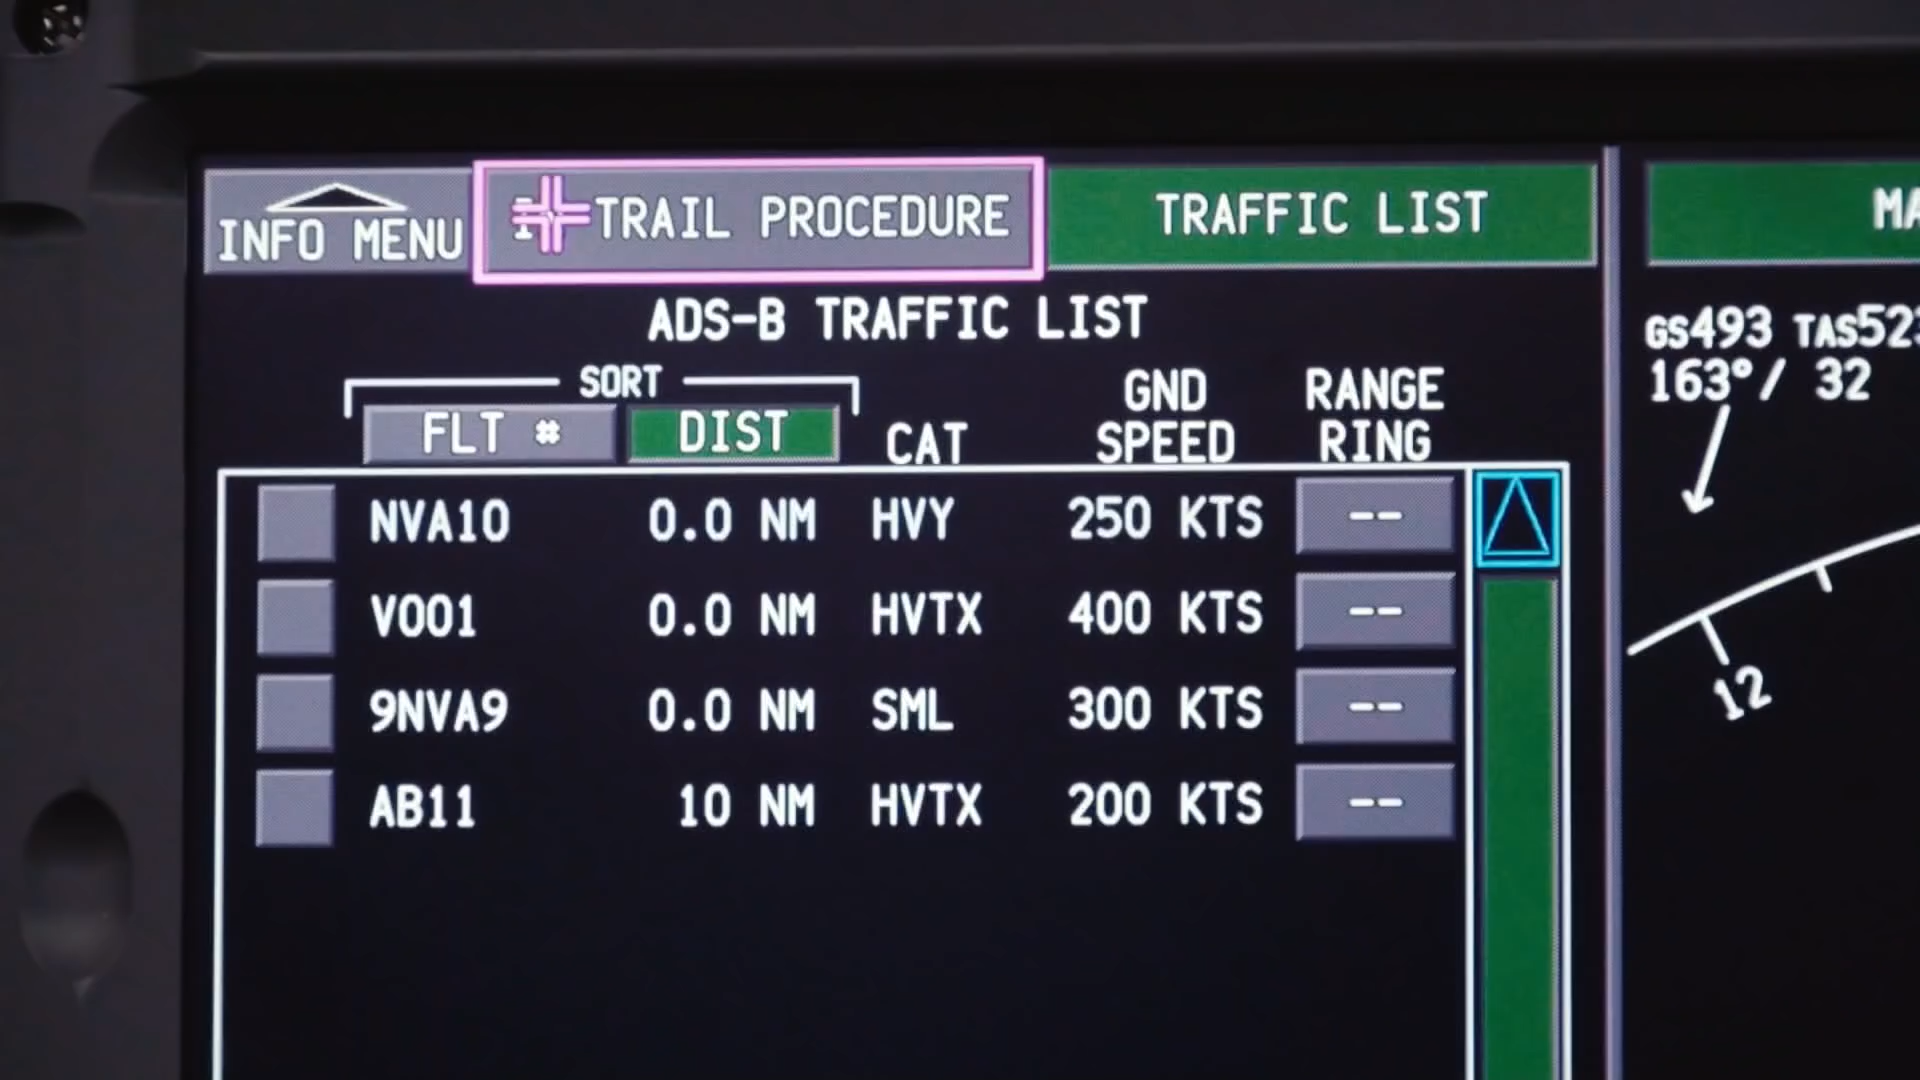 INFO MENU
TRAIL PROCEDURE
TRAFFIC LIST
ADS-B TRAFFIC LIST
SORT
FLT # DIST CAT GND SPEED RANGE RING
NVA10 0.0 NM HVY 250 KTS --
V001 0.0 NM HVTX 400 KTS --
9NVA9 0.0 NM SML 300 KTS --
AB11 10 NM HVTX 200 KTS --
MA
GS493 TAS523
163°/ 32
12